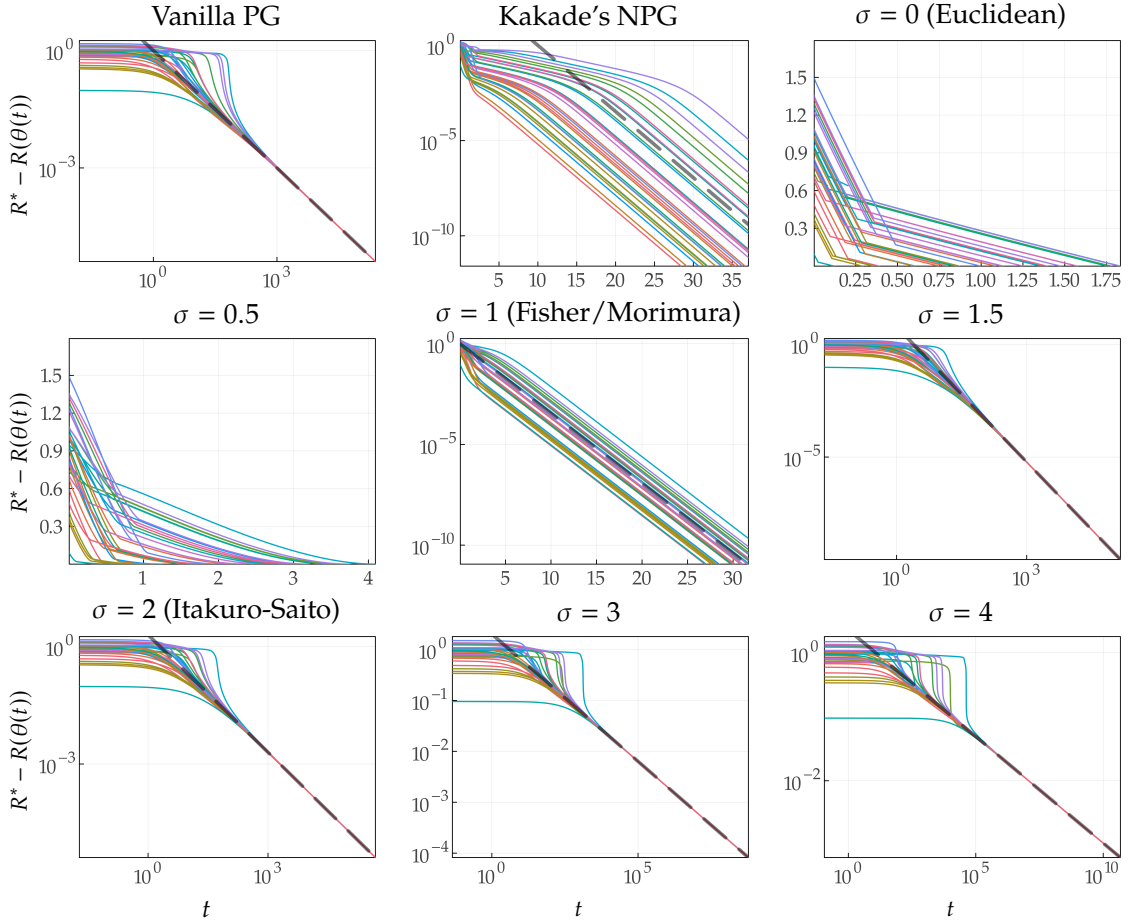 Vanilla PG
Kakade's NPG
σ = 0 (Euclidean)
R* − R(θ(t))
10^0
10^−3
10^0
10^3
10^0
10^−5
10^−10
5 10 15 20 25 30 35
1.5
1.2
0.9
0.6
0.3
0.25 0.50 0.75 1.00 1.25 1.50 1.75
σ = 0.5
σ = 1 (Fisher/Morimura)
σ = 1.5
R* − R(θ(t))
1.5
1.2
0.9
0.6
0.3
1 2 3 4
10^0
10^−5
10^−10
5 10 15 20 25 30
10^0
10^−5
10^0 10^3
σ = 2 (Itakuro-Saito)
σ = 3
σ = 4
R* − R(θ(t))
10^0
10^−3
10^0 10^3
t
10^0
10^−1
10^−2
10^−3
10^−4
10^0 10^5
t
10^0
10^−2
10^0 10^5 10^10
t